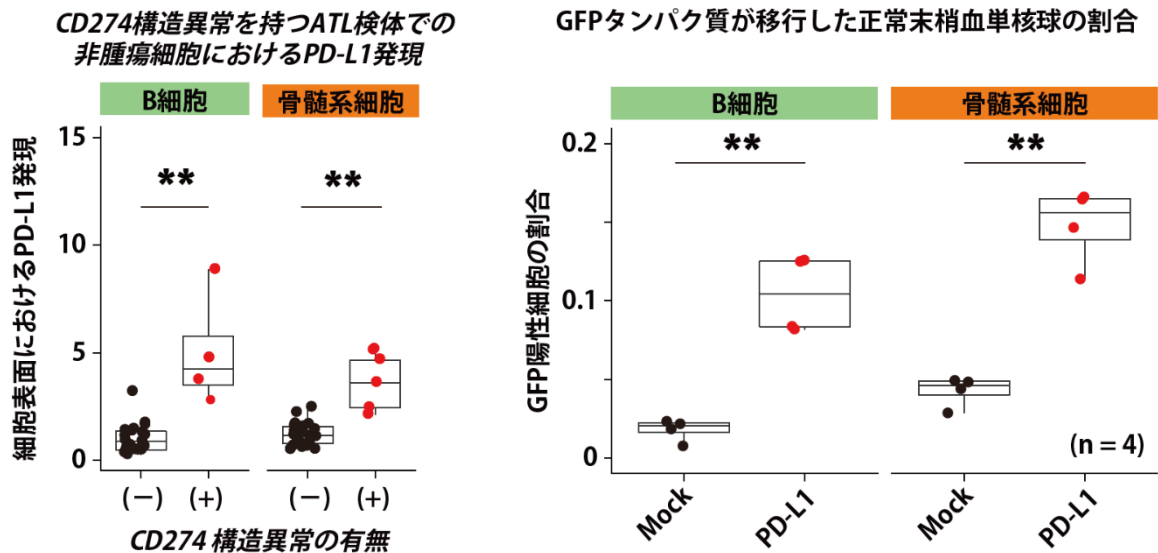 CD274構造異常を持つATL検体での
非腫瘍細胞におけるPD-L1発現
B細胞
骨髄系細胞
細胞表面におけるPD-L1発現
15
10
5
0
**
**
(－)
(+)
(－)
(+)
CD274 構造異常の有無
GFPタンパク質が移行した正常末梢血単核球の割合
B細胞
骨髄系細胞
GFP陽性細胞の割合
0.2
0.1
0
**
**
(n = 4)
Mock
PD-L1
Mock
PD-L1